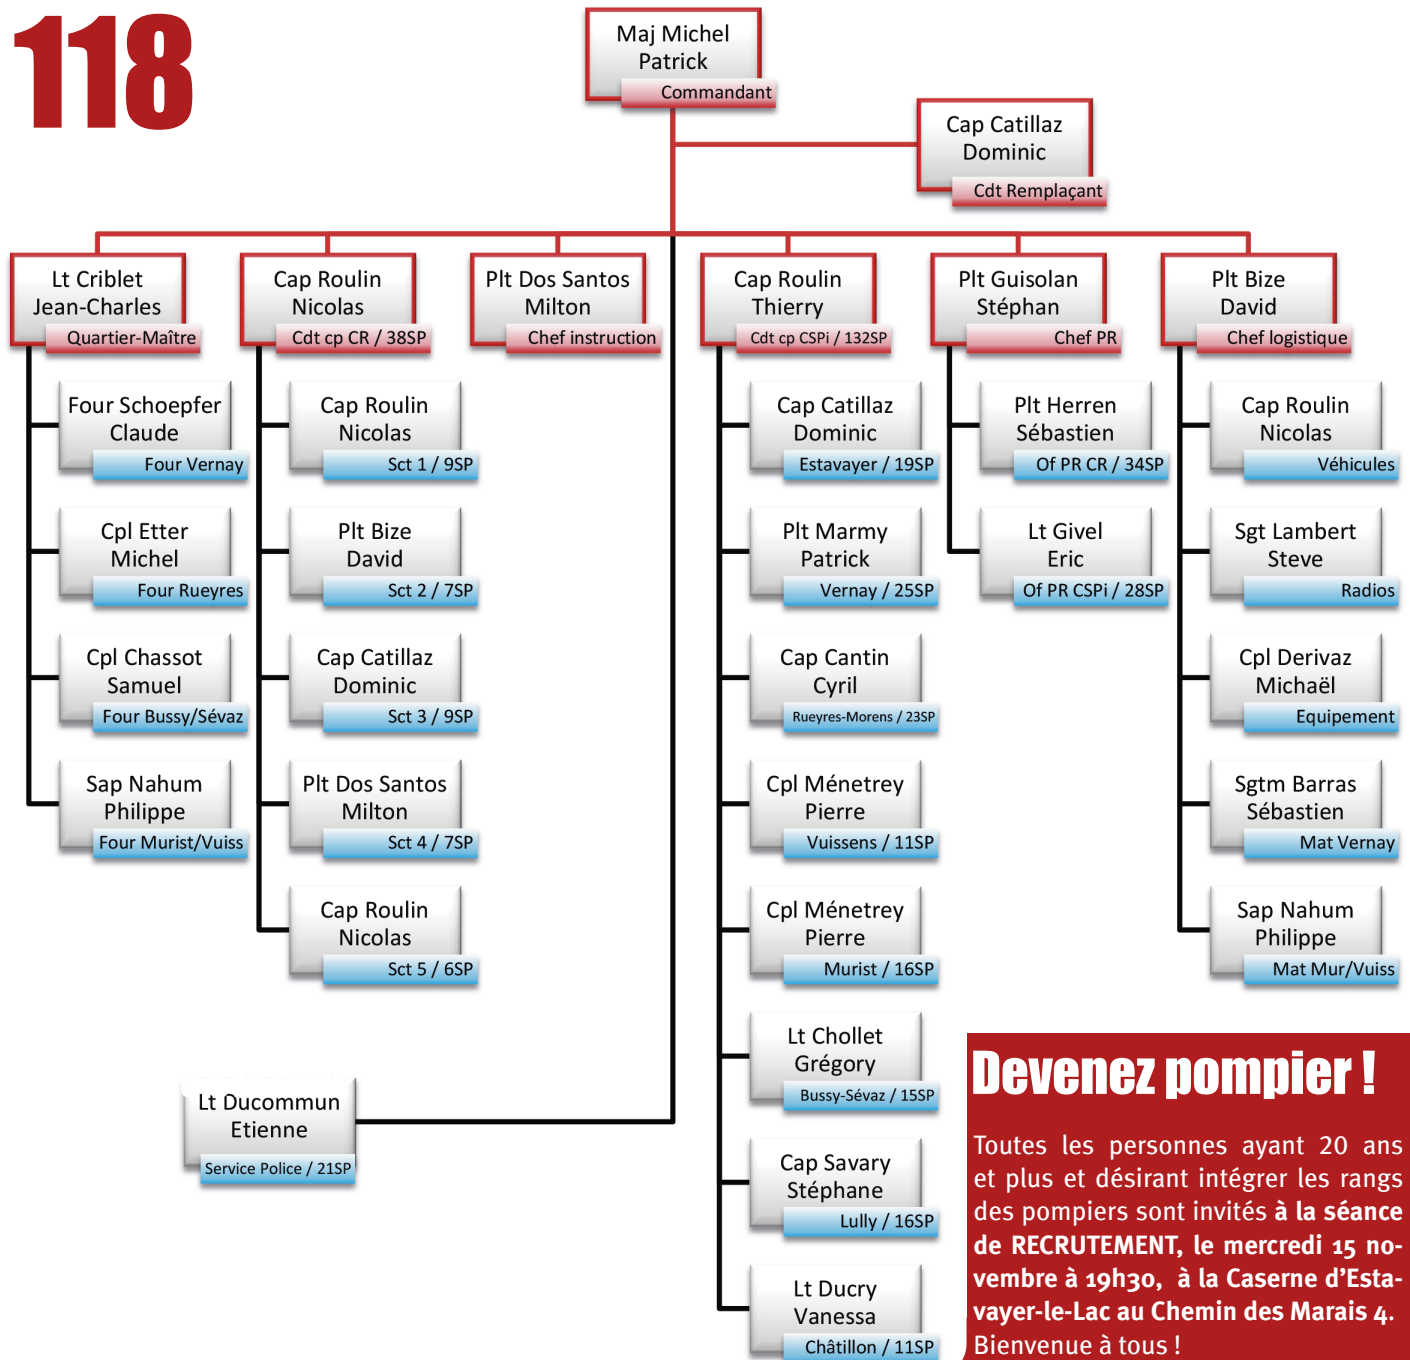 118
Maj Michel
Patrick
Commandant
Cap Catillaz
Dominic
Cdt Remplaçant
Lt Criblet
Jean-Charles
Quartier-Maître
Four Schoepfer
Claude
Four Vernay
Cpl Etter
Michel
Four Rueyres
Cpl Chassot
Samuel
Four Bussy/Sévaz
Sap Nahum
Philippe
Four Murist/Vuiss
Cap Roulin
Nicolas
Cdt cp CR / 38SP
Cap Roulin
Nicolas
Sct 1 / 9SP
Plt Bize
David
Sct 2 / 7SP
Cap Catillaz
Dominic
Sct 3 / 9SP
Plt Dos Santos
Milton
Sct 4 / 7SP
Cap Roulin
Nicolas
Sct 5 / 6SP
Plt Dos Santos
Milton
Chef instruction
Lt Ducommun
Etienne
Service Police / 21SP
Cap Roulin
Thierry
Cdt cp CSPi / 132SP
Cap Catillaz
Dominic
Estavayer / 19SP
Plt Marmy
Patrick
Vernay / 25SP
Cap Cantin
Cyril
Rueyres-Morens / 23SP
Cpl Ménetrey
Pierre
Vuissens / 11SP
Cpl Ménetrey
Pierre
Murist / 16SP
Lt Chollet
Grégory
Bussy-Sévaz / 15SP
Cap Savary
Stéphane
Lully / 16SP
Lt Ducry
Vanessa
Châtillon / 11SP
Plt Guisolan
Stéphan
Chef PR
Plt Herren
Sébastien
Of PR CR / 34SP
Lt Givel
Eric
Of PR CSPi / 28SP
Plt Bize
David
Chef logistique
Cap Roulin
Nicolas
Véhicules
Sgt Lambert
Steve
Radios
Cpl Derivaz
Michaël
Equipement
Sgtm Barras
Sébastien
Mat Vernay
Sap Nahum
Philippe
Mat Mur/Vuiss
Devenez pompier !
Toutes les personnes ayant 20 ans
et plus et désirant intégrer les rangs
des pompiers sont invités à la séance
de RECRUTEMENT, le mercredi 15 no-
vembre à 19h30, à la Caserne d'Esta-
vayer-le-Lac au Chemin des Marais 4.
Bienvenue à tous !